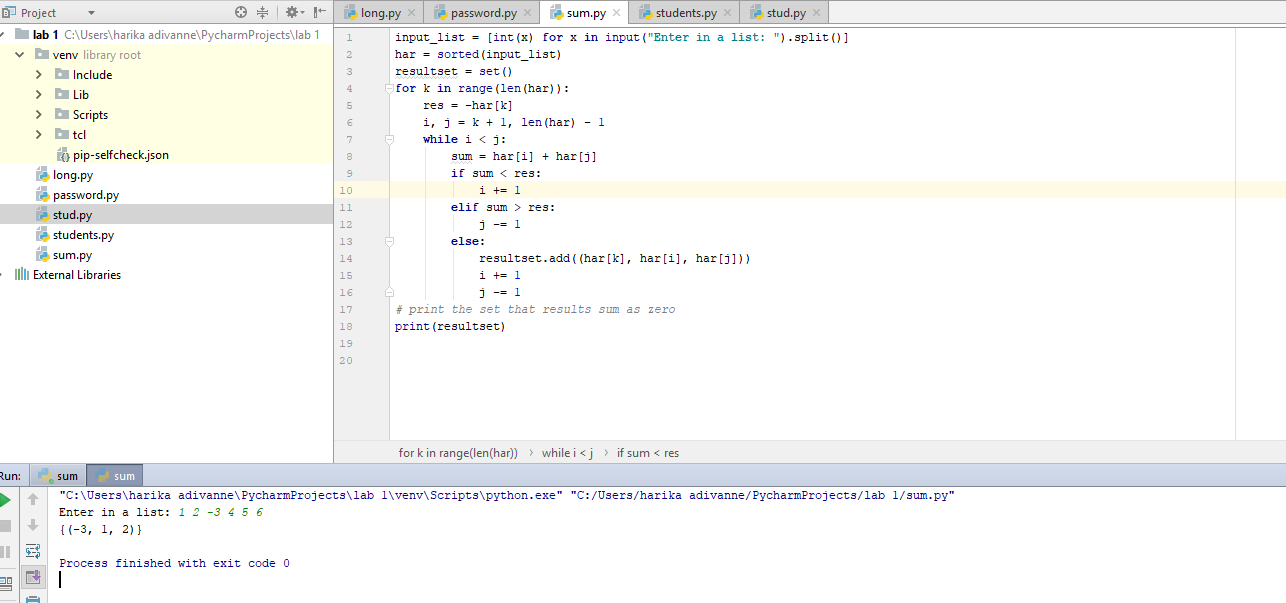 Project
lab 1 C:\Users\harika adivanne\PycharmProjects\lab 1
venv library root
Include
Lib
Scripts
tcl
pip-selfcheck.json
long.py
password.py
stud.py
students.py
sum.py
External Libraries
long.py password.py sum.py students.py stud.py
1 input_list = [int(x) for x in input("Enter in a list: ").split()]
2 har = sorted(input_list)
3 resultset = set()
4 for k in range(len(har)):
5     res = -har[k]
6     i, j = k + 1, len(har) - 1
7     while i < j:
8         sum = har[i] + har[j]
9         if sum < res:
10             i += 1
11         elif sum > res:
12             j -= 1
13         else:
14             resultset.add((har[k], har[i], har[j]))
15             i += 1
16             j -= 1
17 # print the set that results sum as zero
18 print(resultset)
19
20
for k in range(len(har)) › while i < j › if sum < res
Run: sum sum
"C:\Users\harika adivanne\PycharmProjects\lab 1\venv\Scripts\python.exe" "C:/Users/harika adivanne/PycharmProjects/lab 1/sum.py"
Enter in a list: 1 2 -3 4 5 6
{(-3, 1, 2)}
Process finished with exit code 0